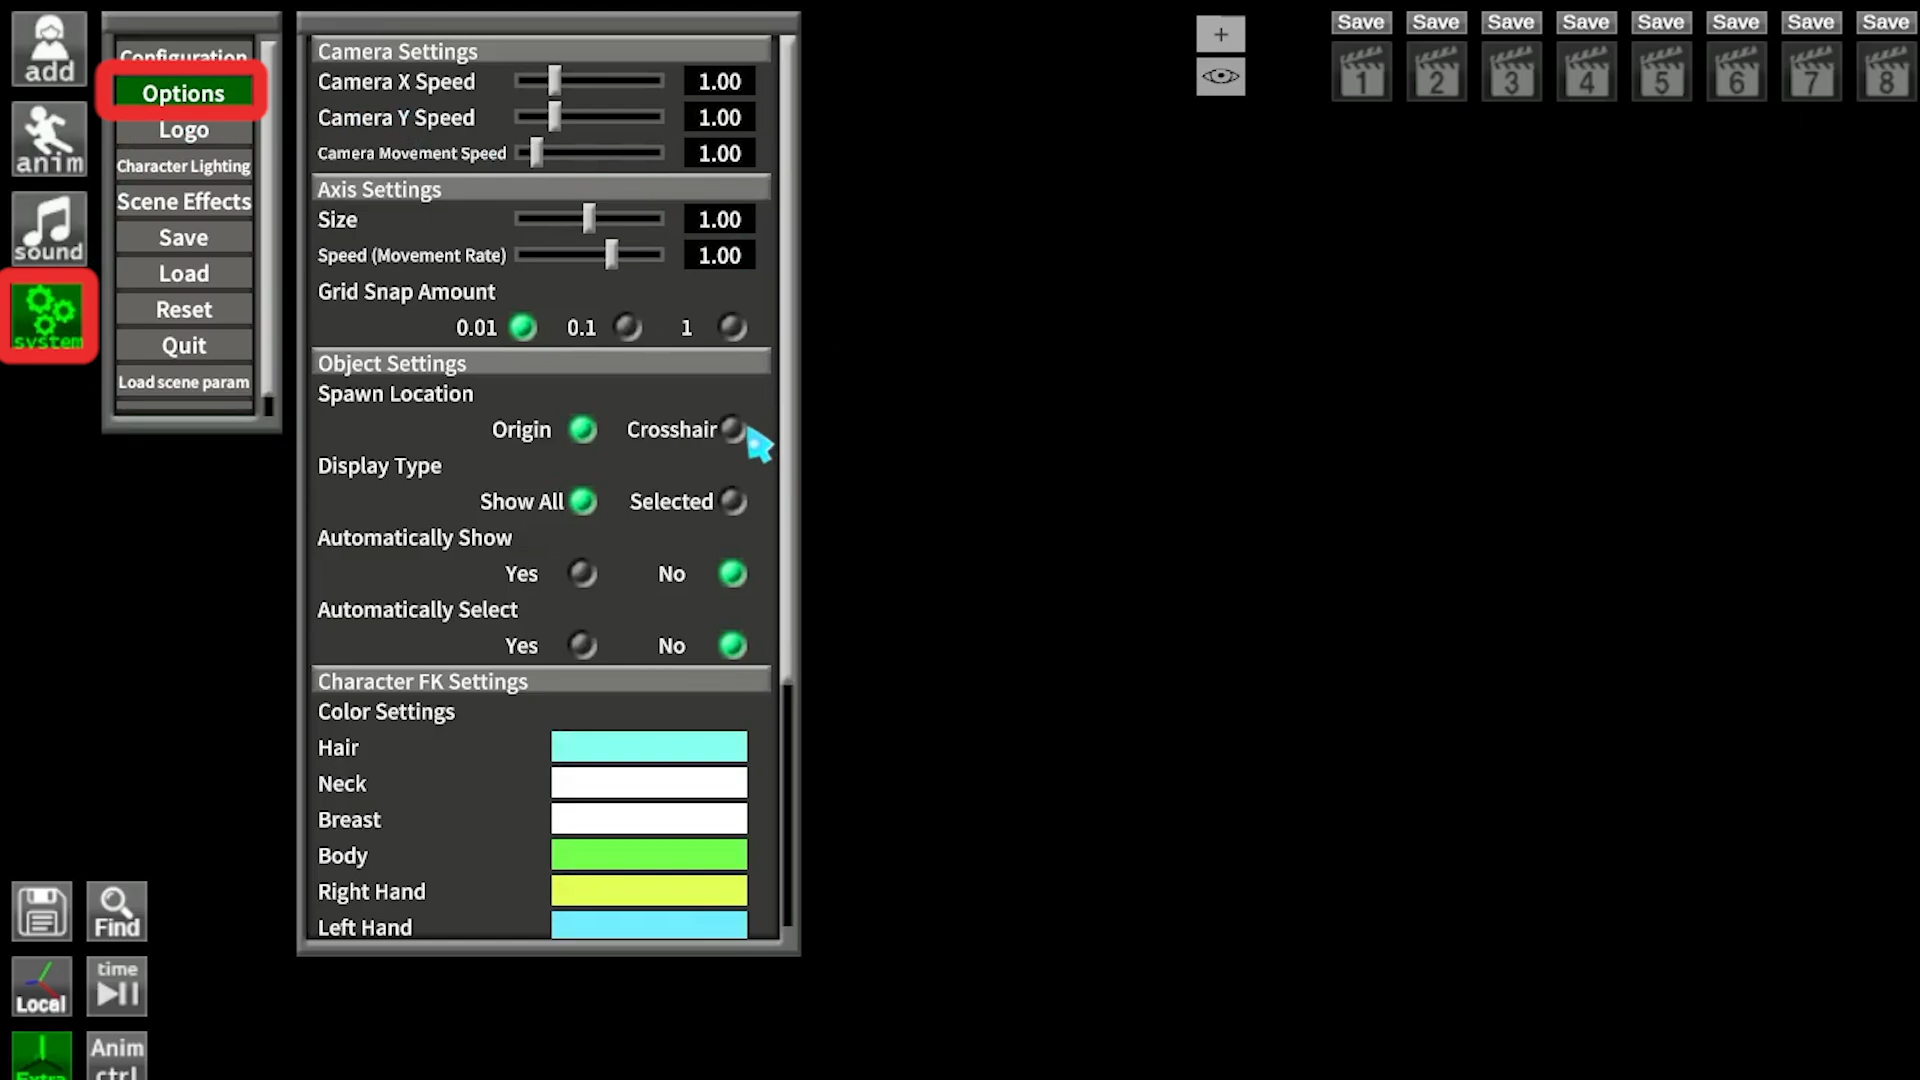 add
anim
sound
system
Configuration
Options
Logo
Character Lighting
Scene Effects
Save
Load
Reset
Quit
Load scene param
Camera Settings
Camera X Speed 1.00
Camera Y Speed 1.00
Camera Movement Speed 1.00
Axis Settings
Size 1.00
Speed (Movement Rate) 1.00
Grid Snap Amount
0.01 0.1 1
Object Settings
Spawn Location
Origin Crosshair
Display Type
Show All Selected
Automatically Show
Yes No
Automatically Select
Yes No
Character FK Settings
Color Settings
Hair
Neck
Breast
Body
Right Hand
Left Hand
+
Save Save Save Save Save Save Save Save
1 2 3 4 5 6 7 8
Find
Local
time
Extra
Anim
ctrl